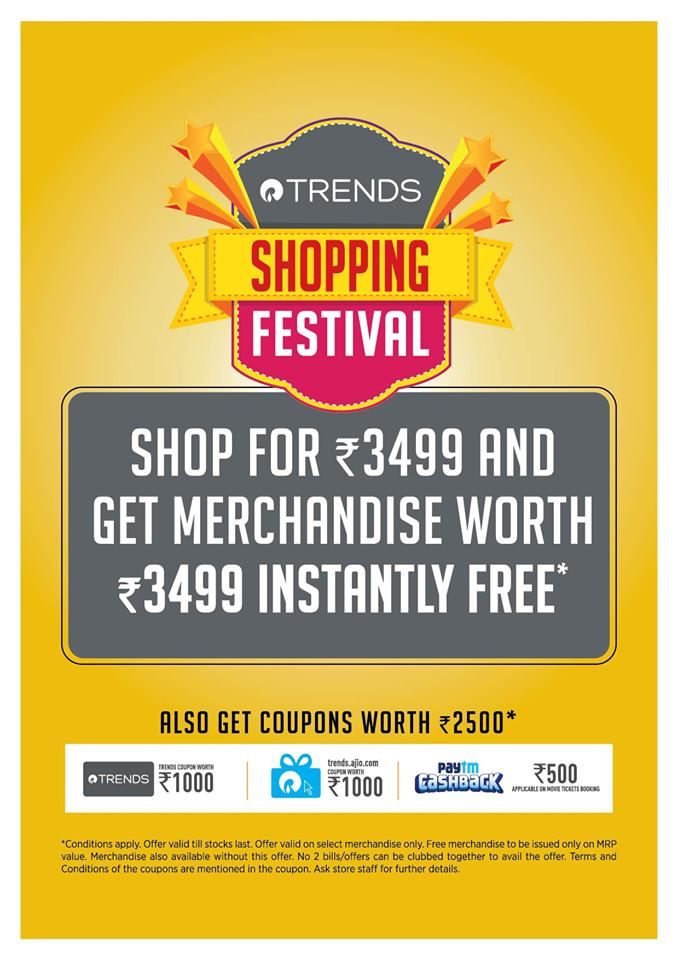 TRENDS
SHOPPING
FESTIVAL
SHOP FOR ₹3499 AND
GET MERCHANDISE WORTH
₹3499 INSTANTLY FREE*
ALSO GET COUPONS WORTH ₹2500*
TRENDS
TRENDS COUPON WORTH
₹1000
trends.ajio.com
COUPON WORTH
₹1000
paytm
CASHBACK
₹500
APPLICABLE ON MOVIE TICKETS BOOKING
*Conditions apply. Offer valid till stocks last. Offer valid on select merchandise only. Free merchandise to be issued only on MRP
value. Merchandise also available without this offer. No 2 bills/offers can be clubbed together to avail the offer. Terms and
Conditions of the coupons are mentioned in the coupon. Ask store staff for further details.